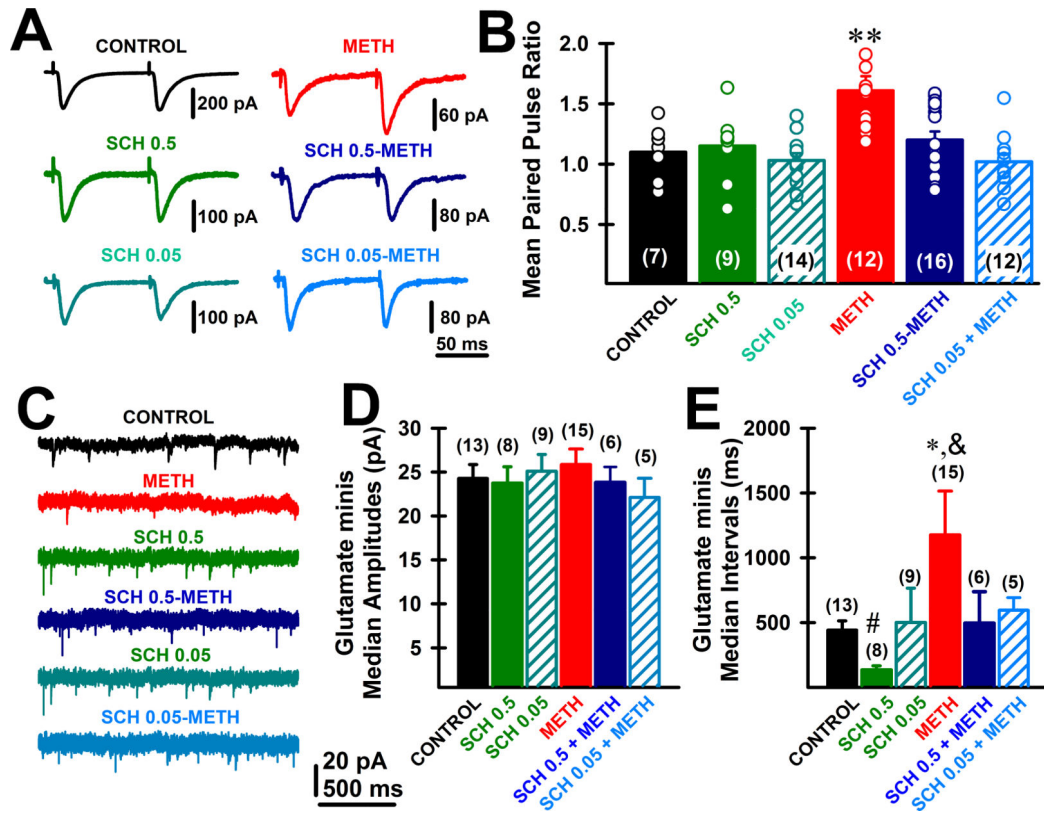 A
CONTROL
200 pA
METH
60 pA
SCH 0.5
100 pA
SCH 0.5-METH
80 pA
SCH 0.05
100 pA
SCH 0.05-METH
80 pA
50 ms
B
Mean Paired Pulse Ratio
2.0
1.5
1.0
0.5
**
(7)
(9)
(14)
(12)
(16)
(12)
CONTROL
SCH 0.5
SCH 0.05
METH
SCH 0.5-METH
SCH 0.05 + METH
C
CONTROL
METH
SCH 0.5
SCH 0.5-METH
SCH 0.05
SCH 0.05-METH
20 pA
500 ms
D
Glutamate minis
Median Amplitudes (pA)
30
25
20
15
10
5
(13)
(8)
(9)
(15)
(6)
(5)
CONTROL
SCH 0.5
SCH 0.05
METH
SCH 0.5 + METH
SCH 0.05 + METH
E
Glutamate minis
Median Intervals (ms)
2000
1500
1000
500
(13)
#
(8)
(9)
*,&
(15)
(6)
(5)
CONTROL
SCH 0.5
SCH 0.05
METH
SCH 0.5 + METH
SCH 0.05 + METH